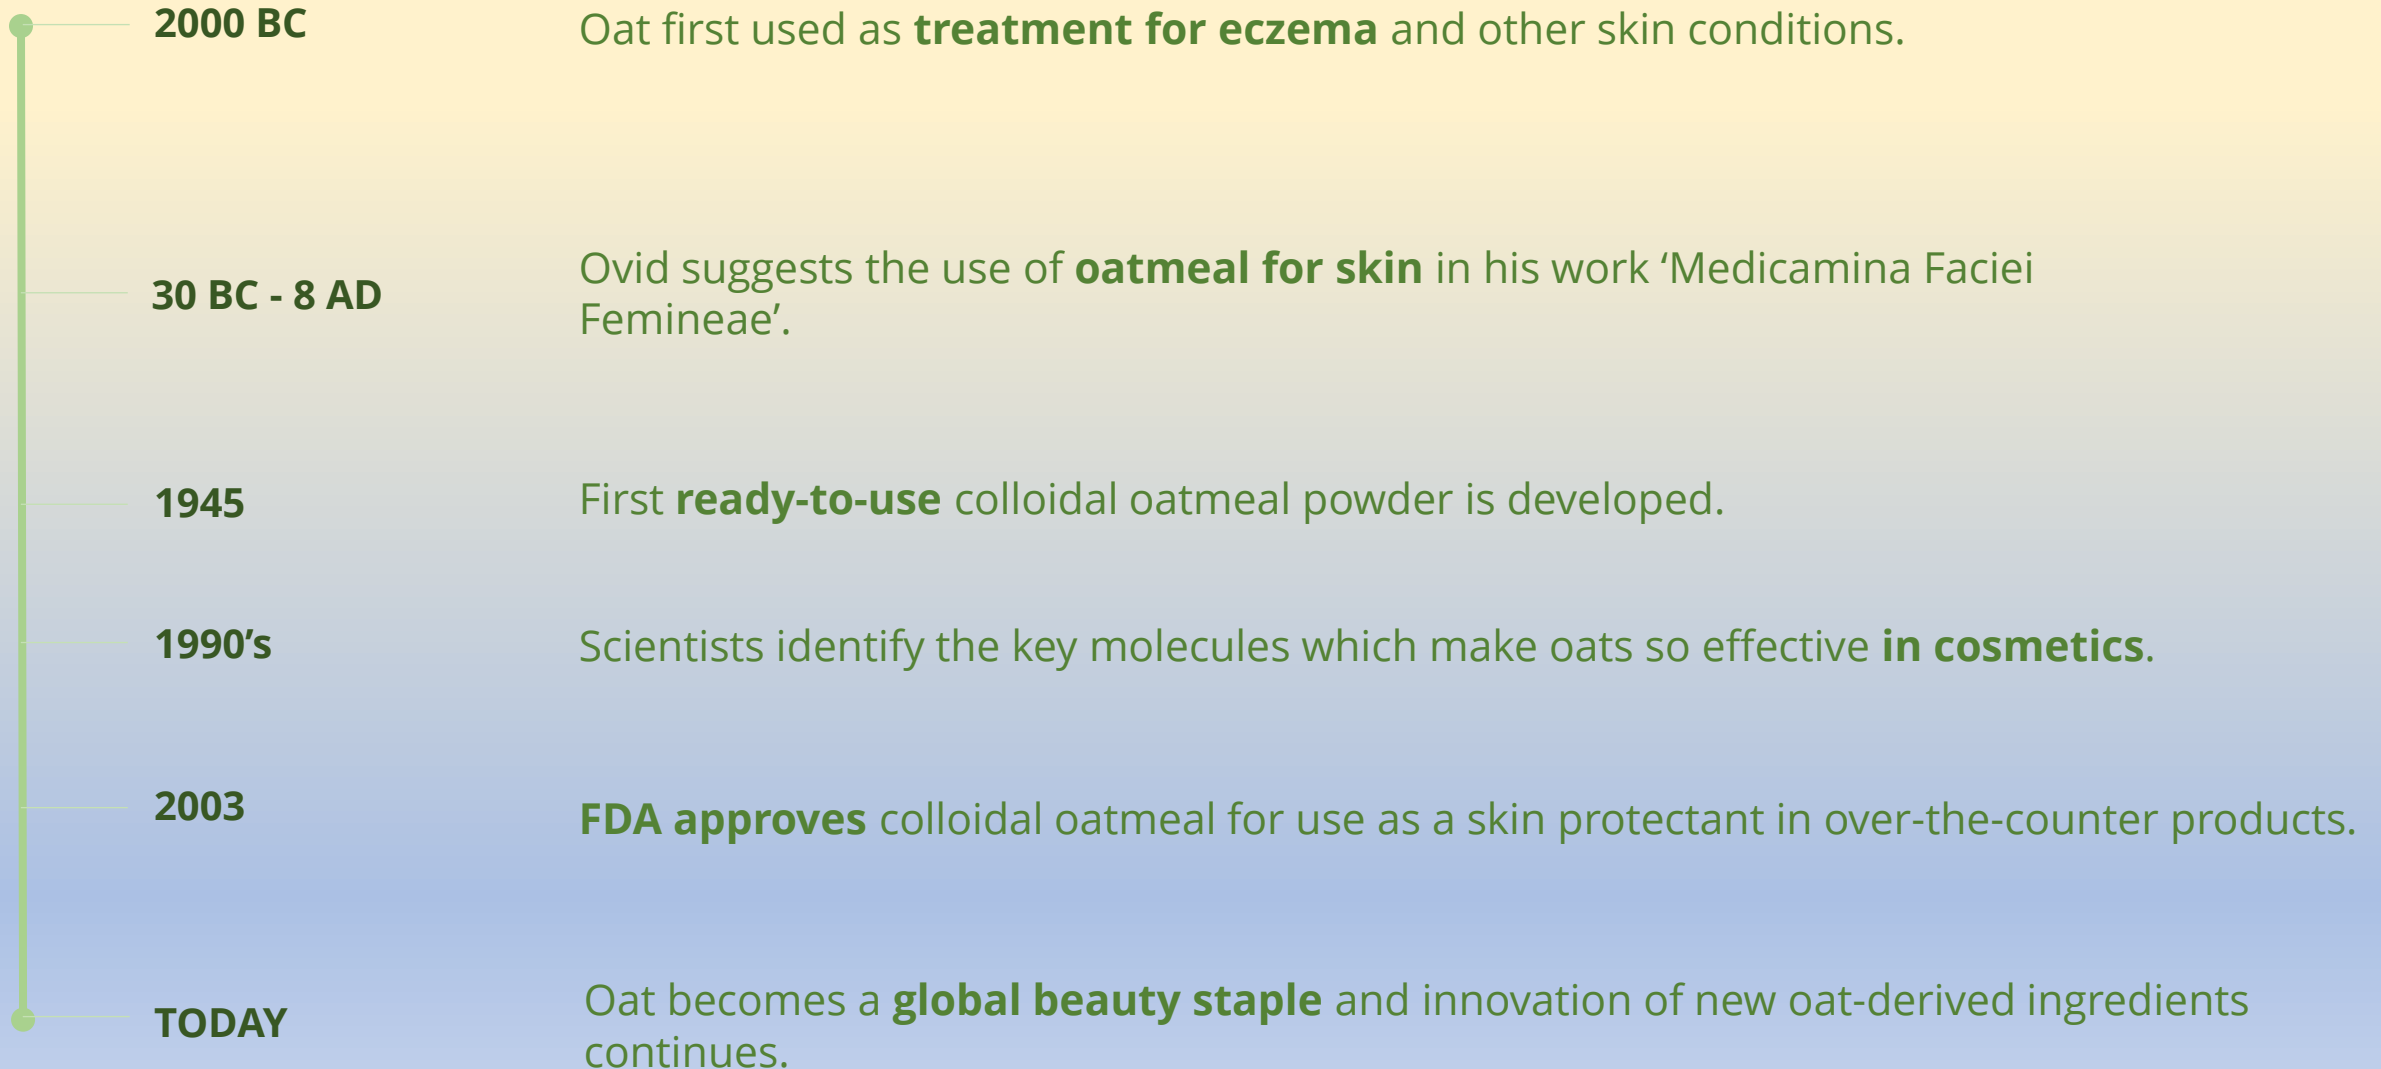 2000 BC
Oat first used as treatment for eczema and other skin conditions.
30 BC - 8 AD
Ovid suggests the use of oatmeal for skin in his work ‘Medicamina Faciei
Femineae’.
1945
First ready-to-use colloidal oatmeal powder is developed.
1990’s
Scientists identify the key molecules which make oats so effective in cosmetics.
2003
FDA approves colloidal oatmeal for use as a skin protectant in over-the-counter products.
TODAY
Oat becomes a global beauty staple and innovation of new oat-derived ingredients
continues.